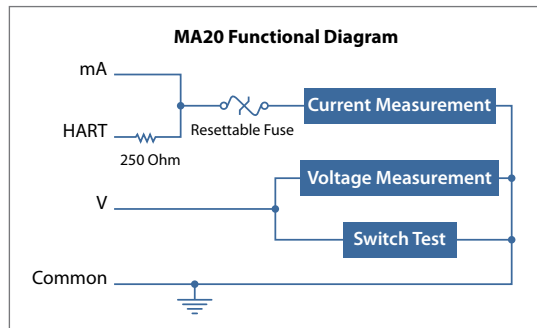 MA20 Functional Diagram
mA
Current Measurement
HART
Resettable Fuse
250 Ohm
Voltage Measurement
V
Switch Test
Common